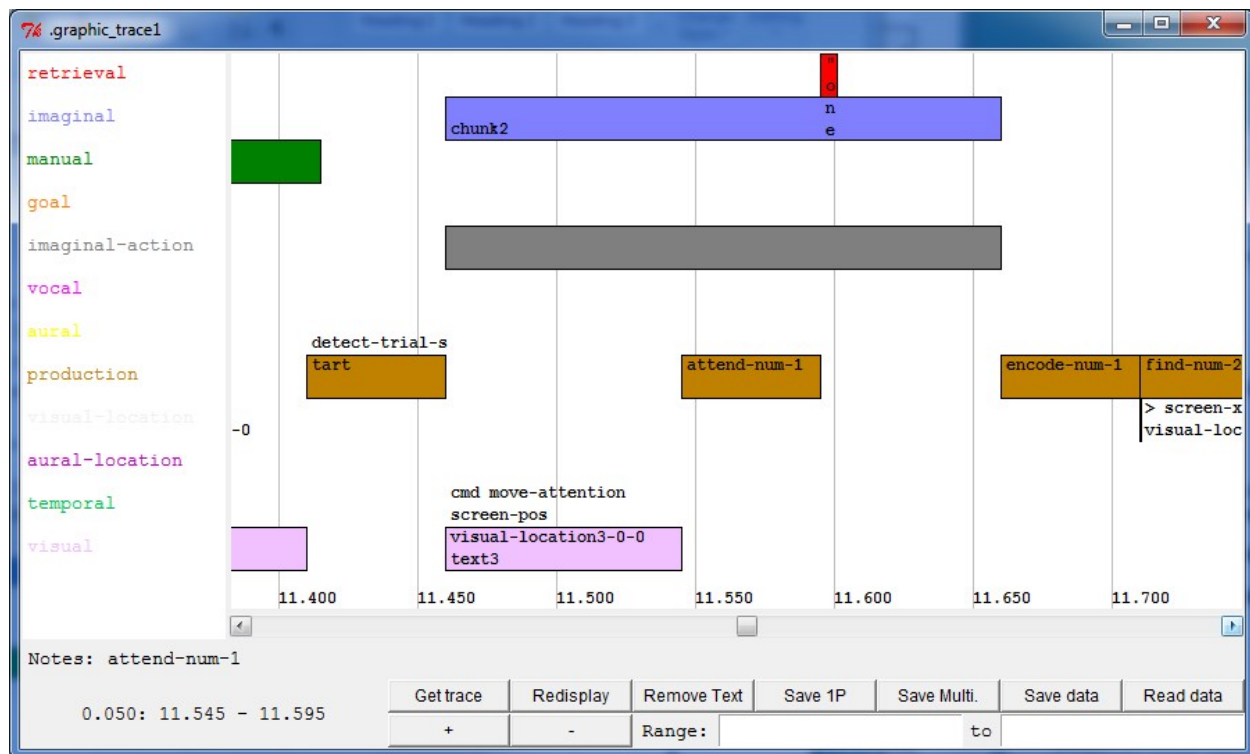 .graphic_trace1
retrieval
imaginal
manual
goal
imaginal-action
vocal
aural
production
visual-location
aural-location
temporal
visual
"
o
n
e
chunk2
detect-trial-s
tart
attend-num-1
encode-num-1
find-num-2
-0
> screen-x
visual-loc
cmd move-attention
screen-pos
visual-location3-0-0
text3
11.400
11.450
11.500
11.550
11.600
11.650
11.700
Notes: attend-num-1
0.050: 11.545 - 11.595
Get trace
Redisplay
Remove Text
Save 1P
Save Multi.
Save data
Read data
+
-
Range:
to